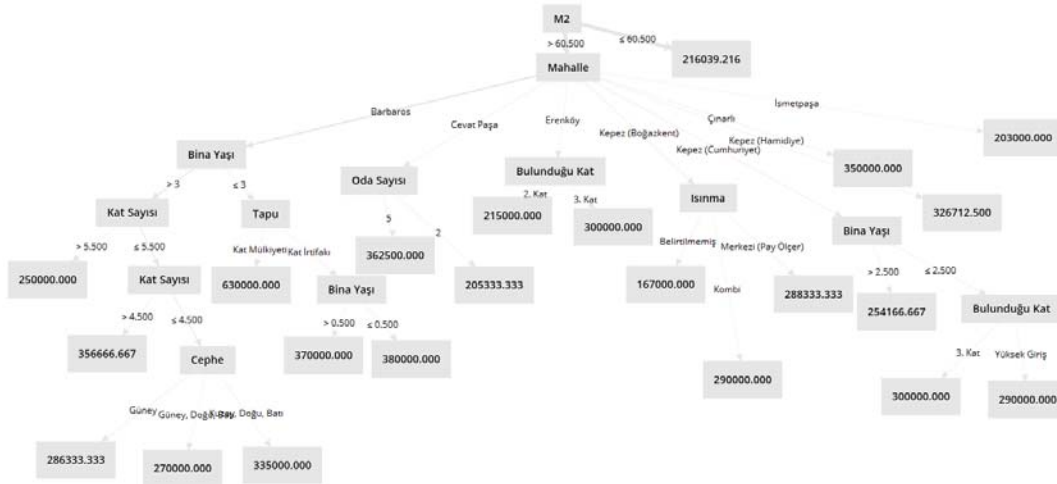 M2
> 60.500
≤ 60.500
216039.216
Mahalle
Barbaros
Cevat Paşa
Erenköy
Kepez (Boğazkent)
Çınarlı
Kepez (Hamidiye)
Kepez (Cumhuriyet)
İsmetpaşa
203000.000
Bina Yaşı
Oda Sayısı
Bulunduğu Kat
350000.000
> 3
≤ 3
2. Kat
3. Kat
Isınma
326712.500
Kat Sayısı
Tapu
5
2
215000.000
300000.000
Bina Yaşı
> 5.500
≤ 5.500
Kat Mülkiyeti
Kat İrtifakı
362500.000
Belirtilmemiş
Merkezi (Pay Ölçer)
> 2.500
≤ 2.500
250000.000
Kat Sayısı
630000.000
Bina Yaşı
205333.333
167000.000
Kombi
288333.333
254166.667
Bulunduğu Kat
> 4.500
≤ 4.500
> 0.500
≤ 0.500
356666.667
Cephe
370000.000
380000.000
3. Kat
Yüksek Giriş
290000.000
300000.000
290000.000
Güney
Güney, Doğu, Batı
Kuzey, Doğu, Batı
286333.333
270000.000
335000.000